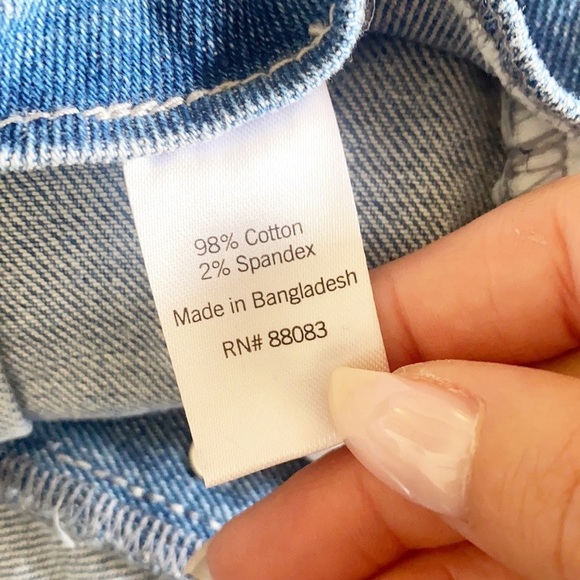 98% Cotton
2% Spandex
Made in Bangladesh
RN# 88083